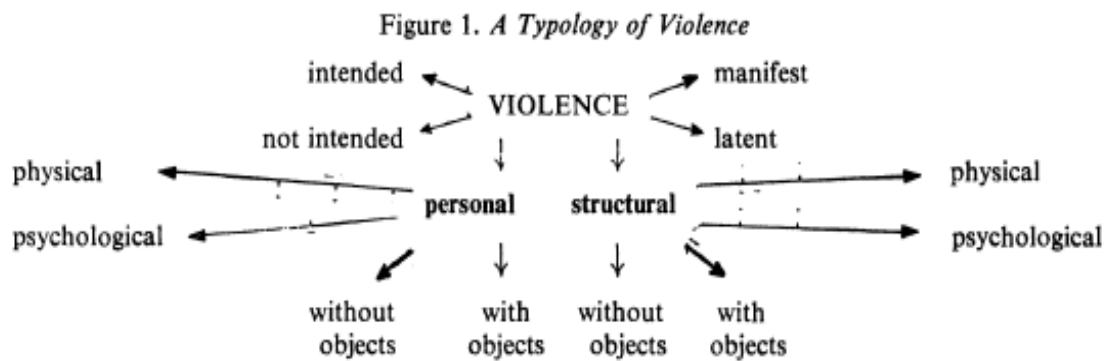 Figure 1. A Typology of Violence
intended manifest
VIOLENCE
not intended latent
physical physical
personal structural
psychological psychological
without with without with
objects objects objects objects